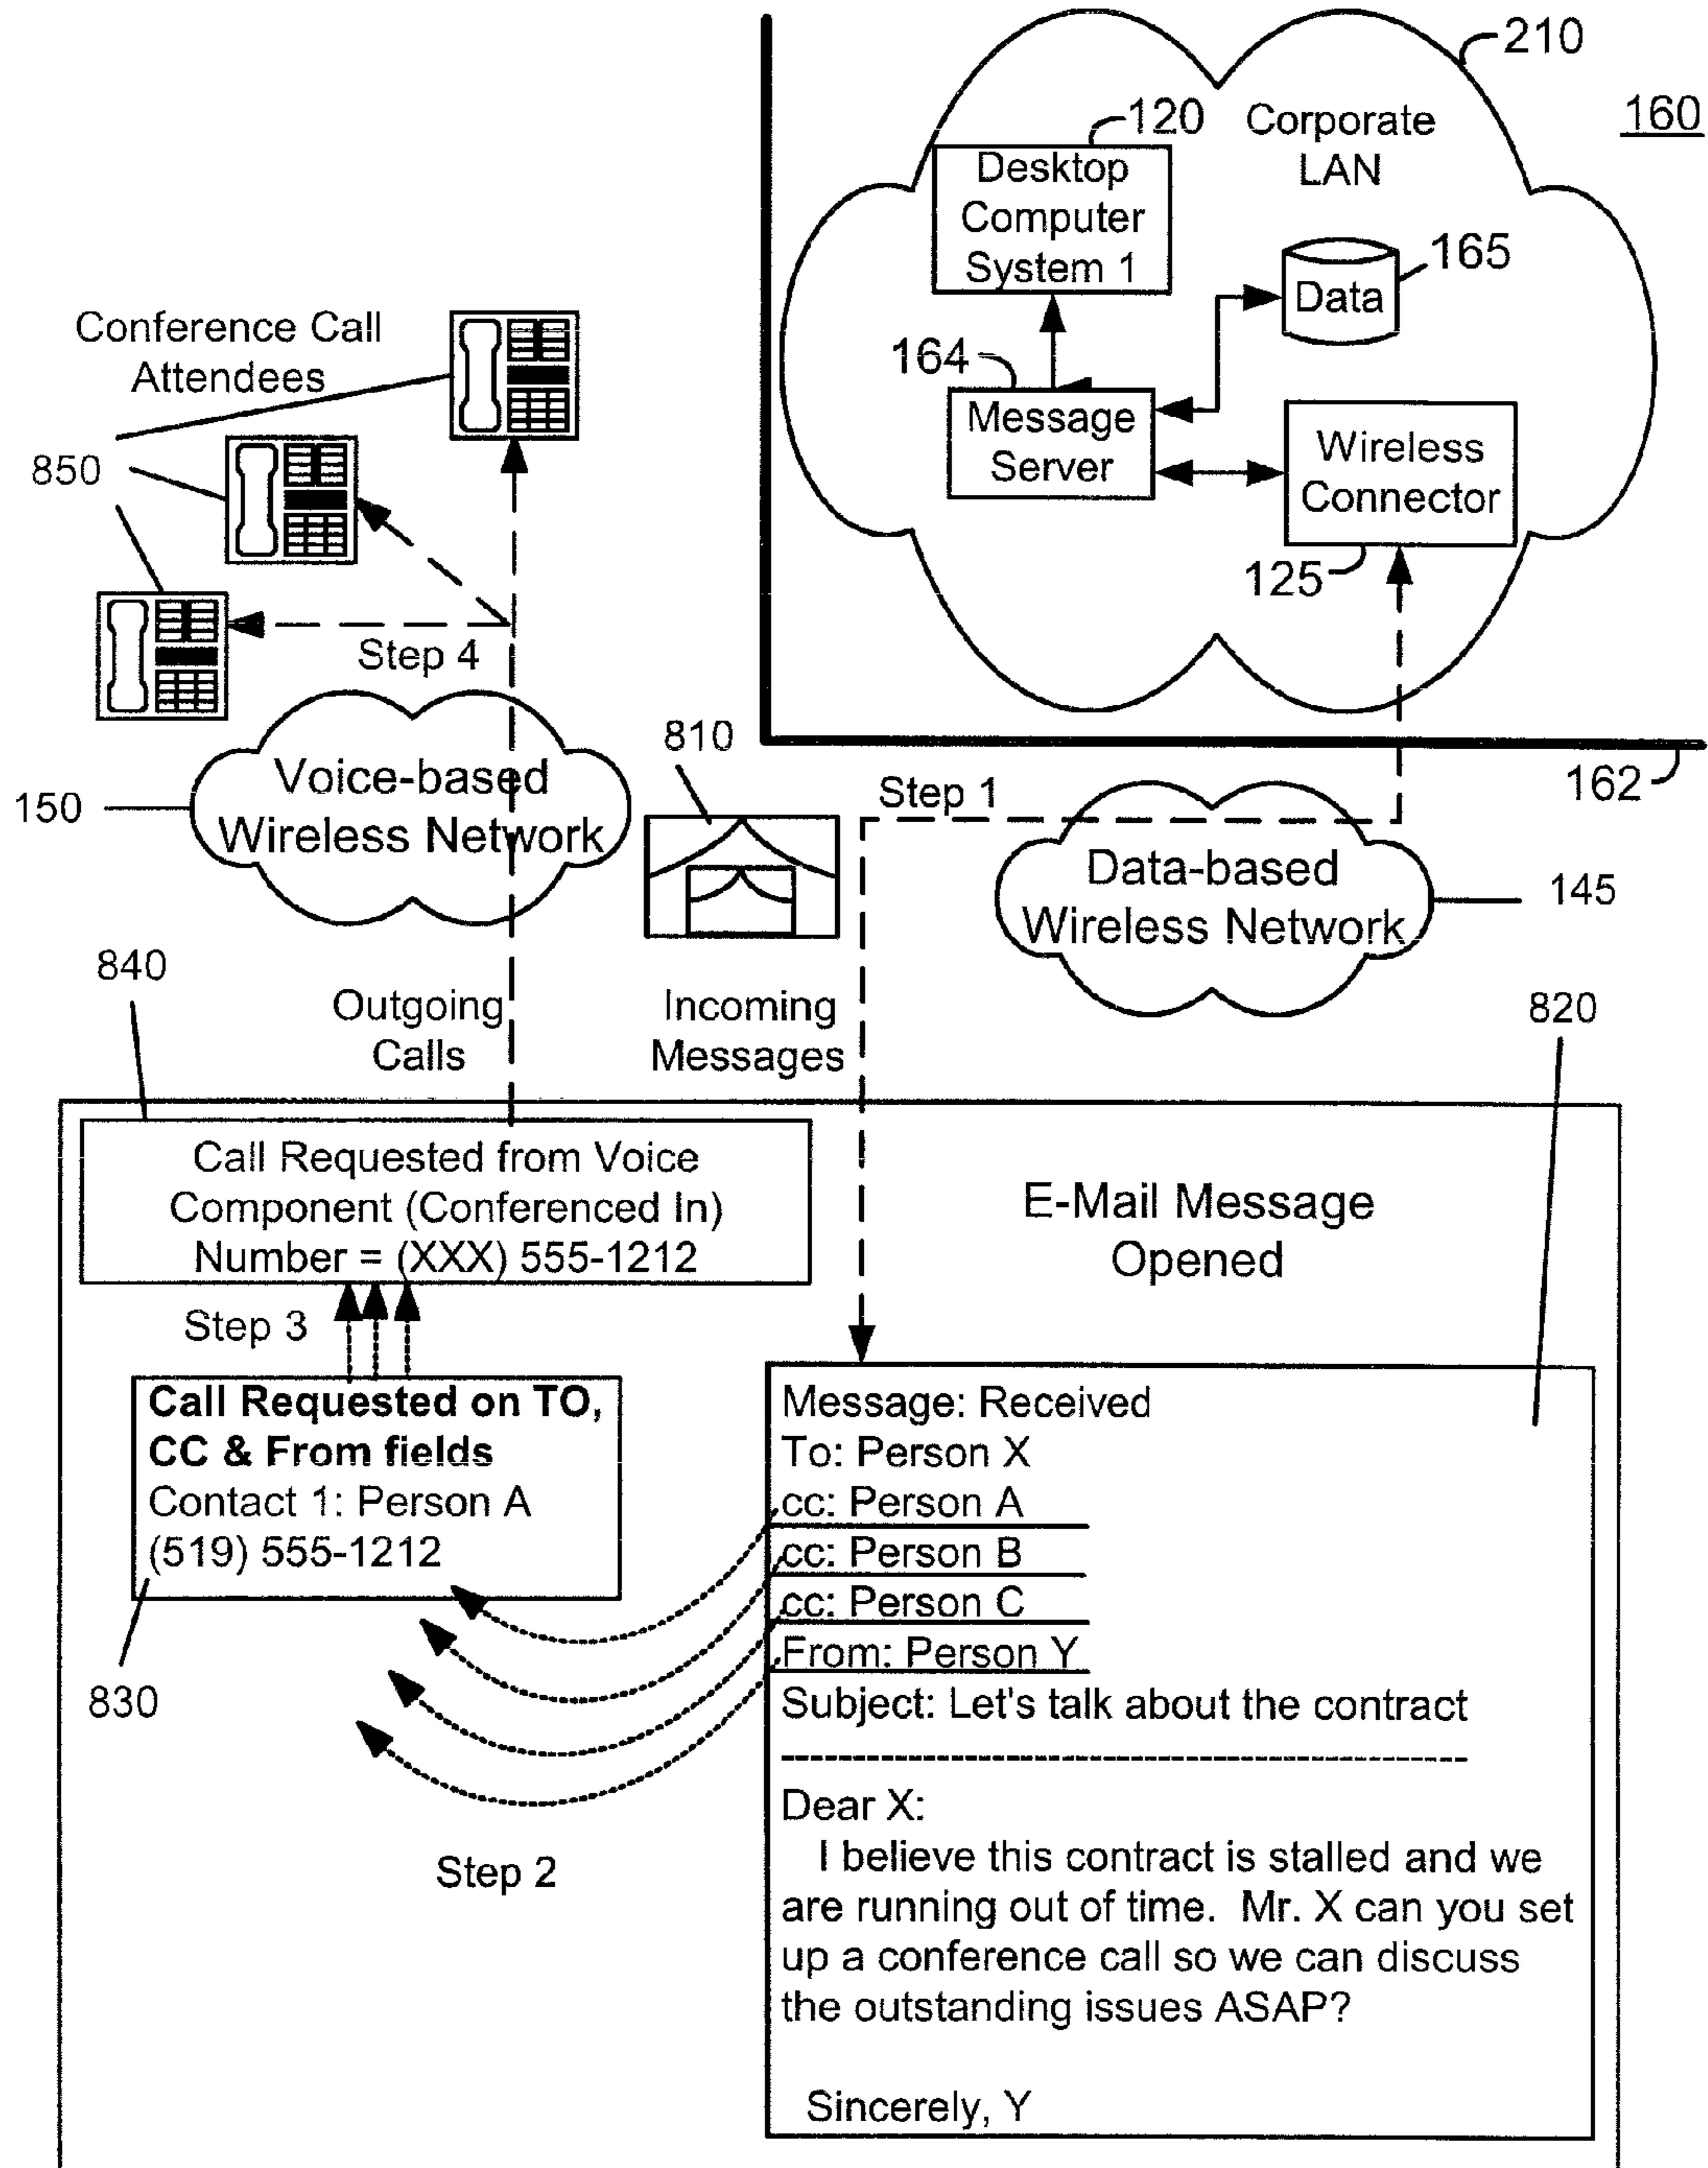 210
160
120
Corporate
LAN
Desktop
Computer
System 1
165
Data
164
Message
Server
Wireless
Connector
125
162
Conference Call
Attendees
850
Step 4
810
Voice-based
Wireless Network
150
Step 1
Data-based
Wireless Network
145
840
Outgoing
Calls
Incoming
Messages
820
Call Requested from Voice
Component (Conferenced In)
Number = (XXX) 555-1212
E-Mail Message
Opened
Step 3
Call Requested on TO,
CC & From fields
Contact 1: Person A
(519) 555-1212
830
Step 2
Message: Received
To: Person X
cc: Person A
cc: Person B
cc: Person C
From: Person Y
Subject: Let's talk about the contract
Dear X:
I believe this contract is stalled and we
are running out of time. Mr. X can you set
up a conference call so we can discuss
the outstanding issues ASAP?
Sincerely, Y